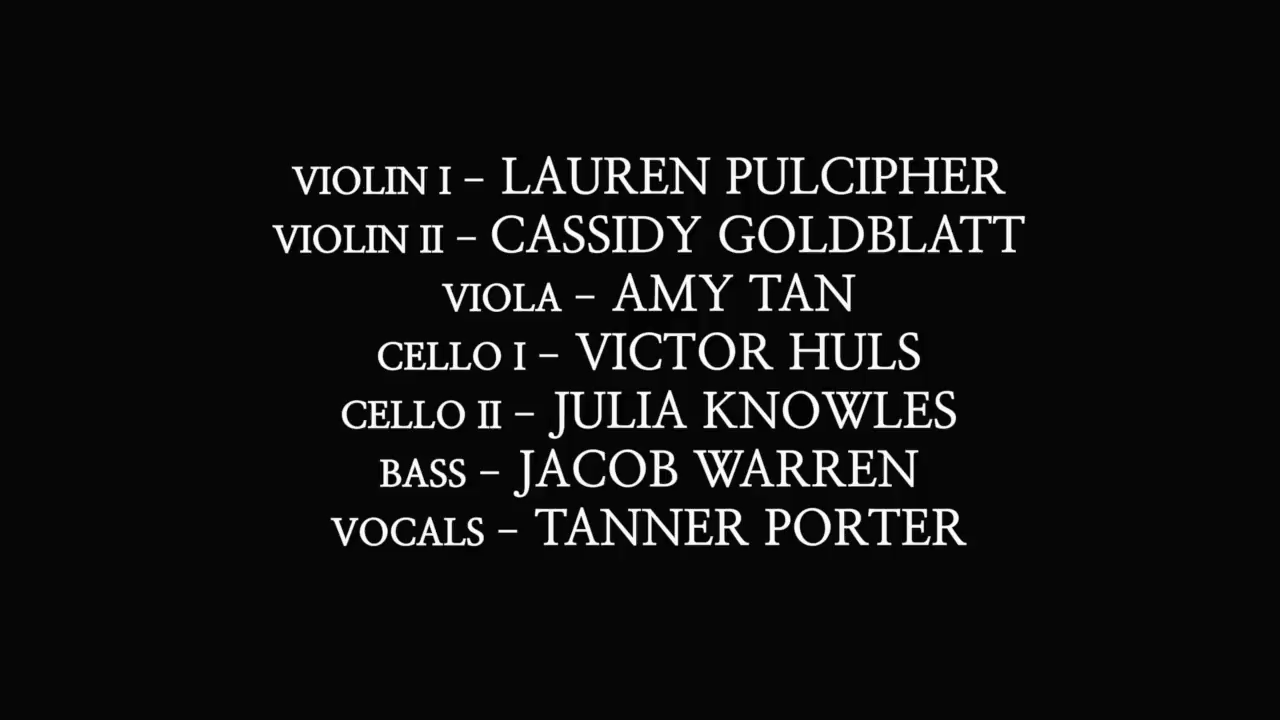 VIOLIN I – LAUREN PULCIPHER
VIOLIN II – CASSIDY GOLDBLATT
VIOLA – AMY TAN
CELLO I – VICTOR HULS
CELLO II – JULIA KNOWLES
BASS – JACOB WARREN
VOCALS – TANNER PORTER